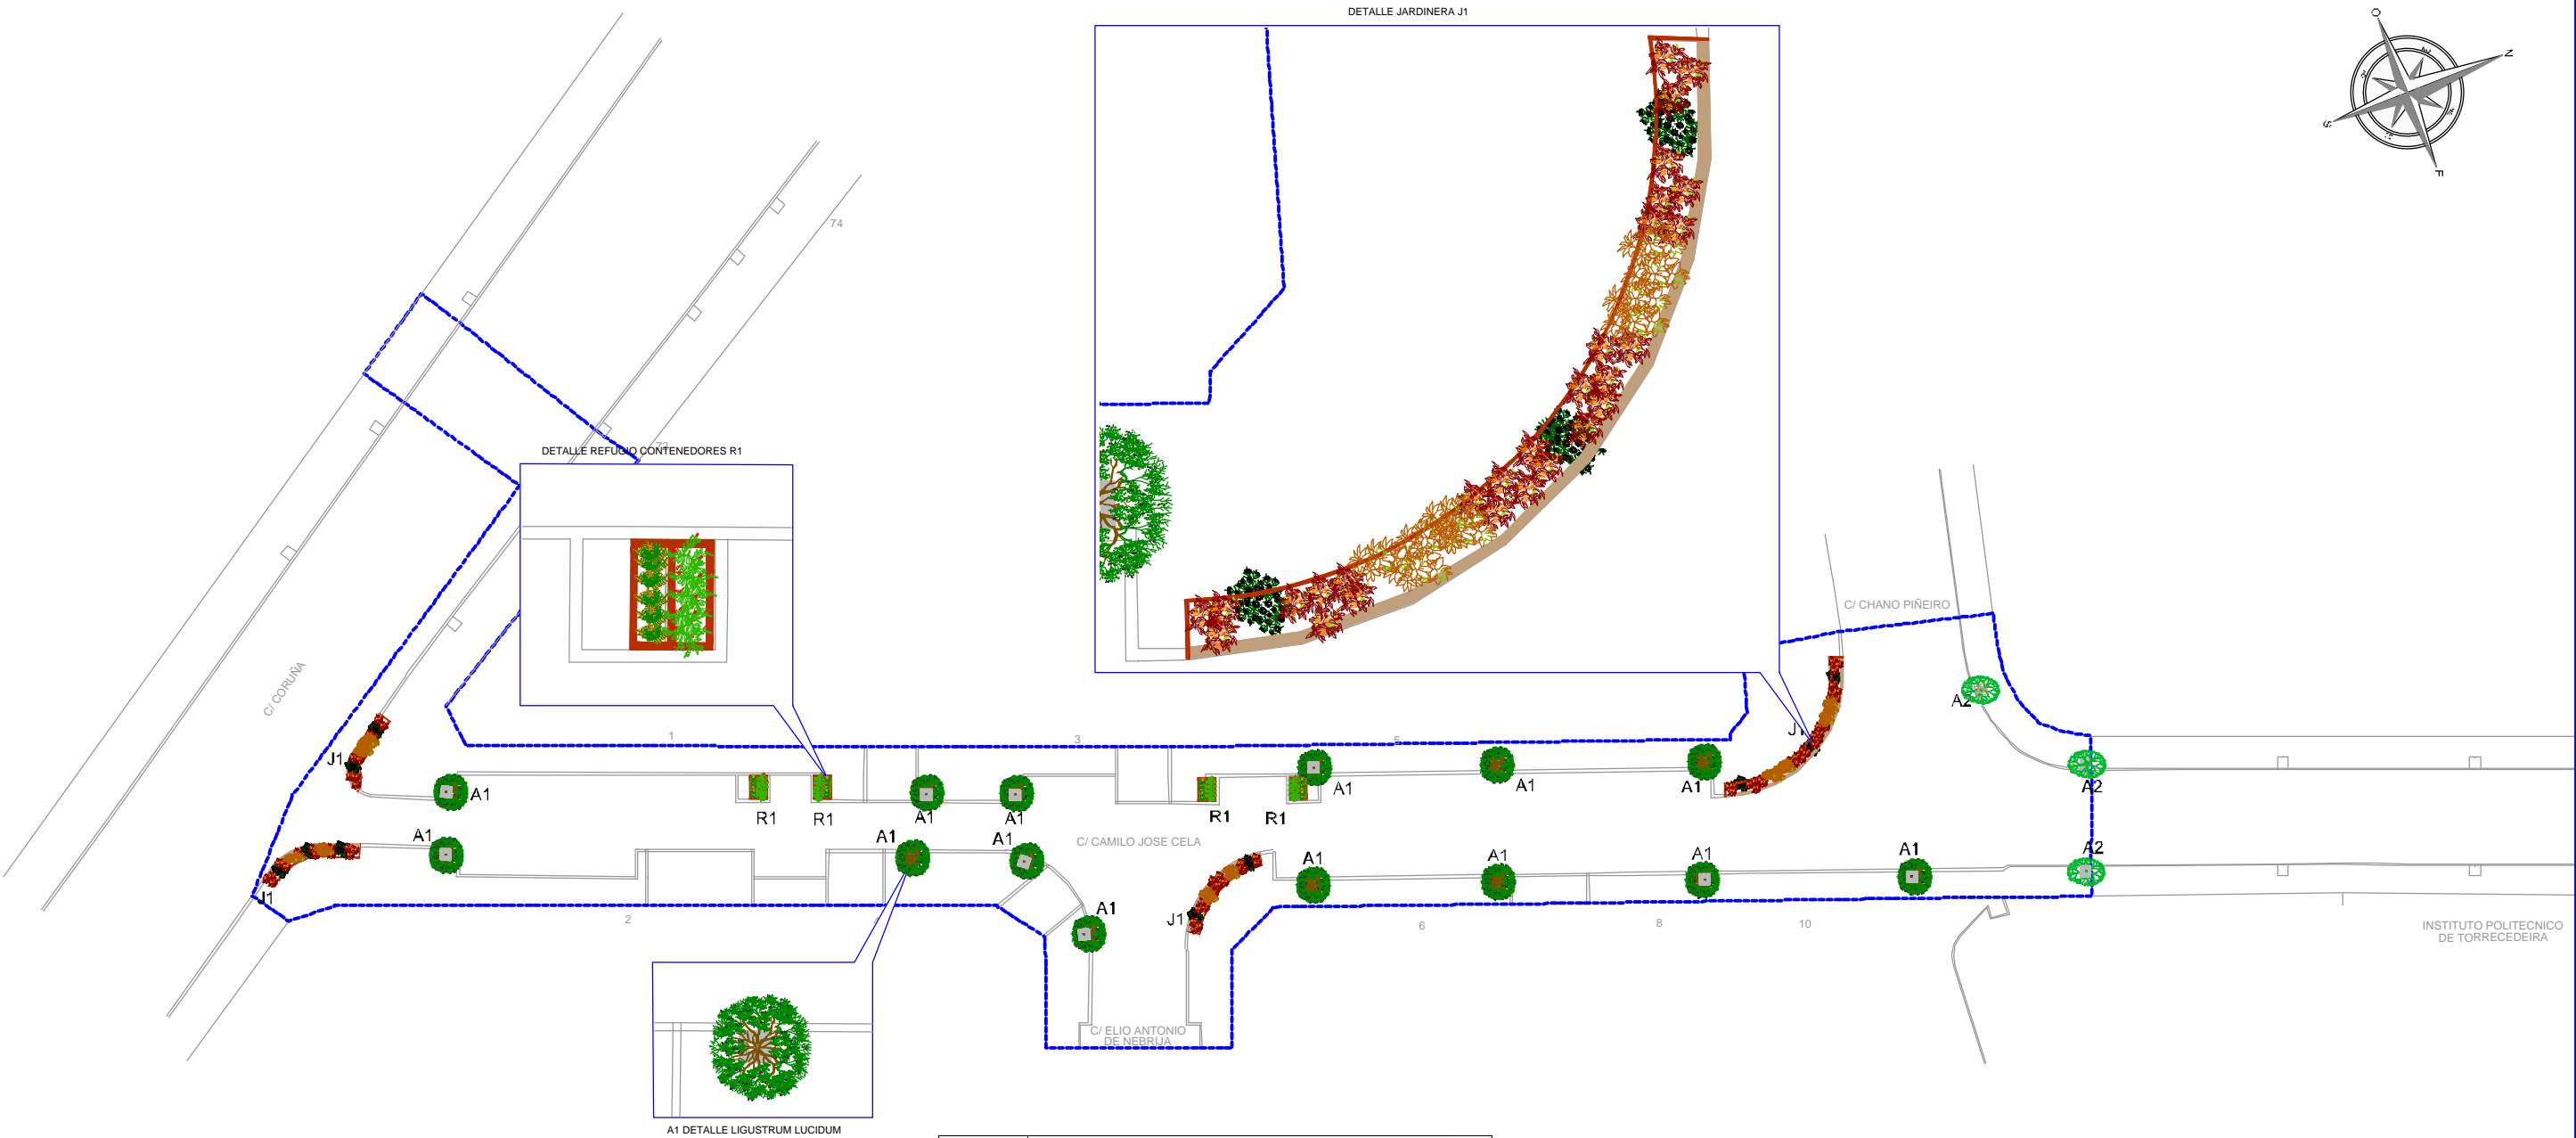 DETALLE JARDINERA J1
O
N
S
E
74
72
DETALLE REFUGIO CONTENEDORES R1
C/ CHANO PIÑEIRO
C/ CORUÑA
A2
1
3
5
J1
J1
A1
A1
A1
A1
A1
A1
A2
R1
R1
R1
R1
A1
A1
A1
C/ CAMILO JOSE CELA
A1
A1
A1
A1
A2
J1
A1
J1
2
4
6
8
10
INSTITUTO POLITECNICO
DE TORRECEDEIRA
C/ ELIO ANTONIO
DE NEBRIJA
A1 DETALLE LIGUSTRUM LUCIDUM